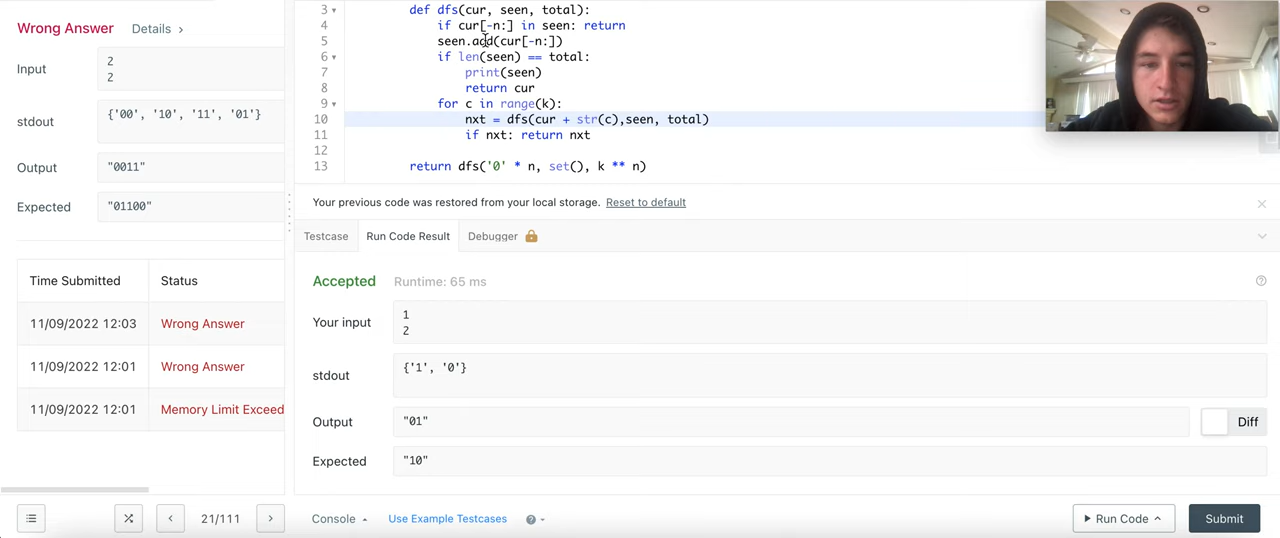 Wrong Answer Details >
Input
2
2
stdout
{'00', '10', '11', '01'}
Output
"0011"
Expected
"01100"
Time Submitted Status
11/09/2022 12:03 Wrong Answer
11/09/2022 12:01 Wrong Answer
11/09/2022 12:01 Memory Limit Exceed
3 def dfs(cur, seen, total):
4 if cur[-n:] in seen: return
5 seen.add(cur[-n:])
6 if len(seen) == total:
7 print(seen)
8 return cur
9 for c in range(k):
10 nxt = dfs(cur + str(c),seen, total)
11 if nxt: return nxt
12
13 return dfs('0' * n, set(), k ** n)
Your previous code was restored from your local storage. Reset to default
Testcase Run Code Result Debugger
Accepted Runtime: 65 ms
Your input
1
2
stdout
{'1', '0'}
Output
"01"
Diff
Expected
"10"
< 21/111 >
Console Use Example Testcases ?
Run Code Submit